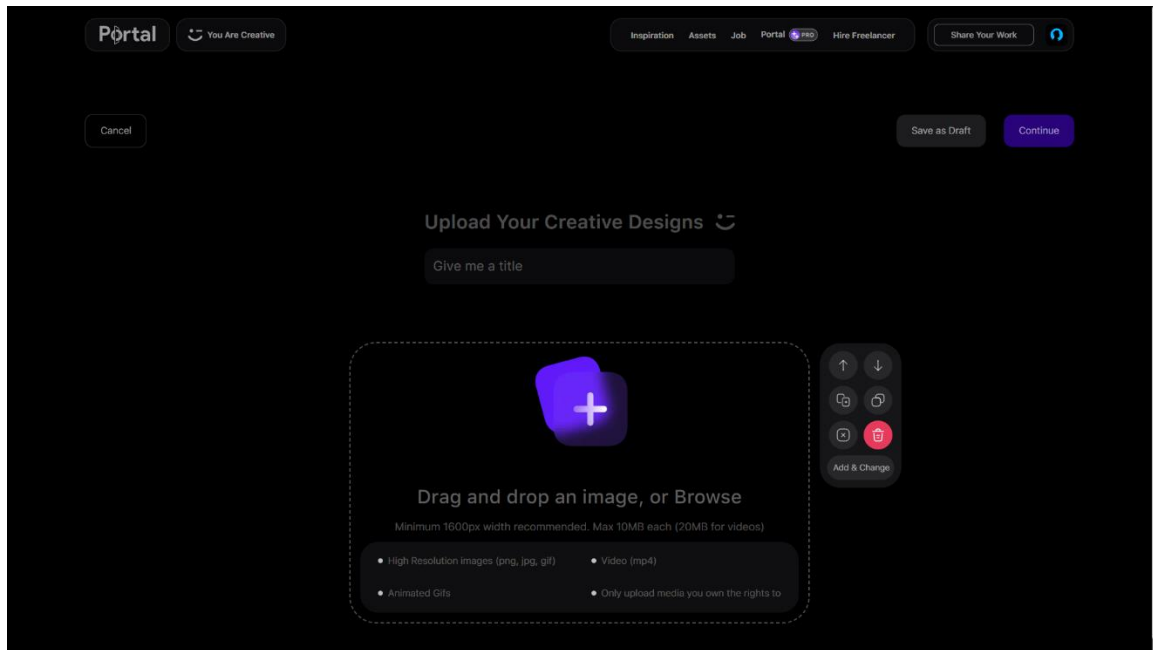 Portal
You Are Creative
Inspiration Assets Job Portal PRO Hire Freelancer
Share Your Work
Cancel
Save as Draft
Continue
Upload Your Creative Designs
Give me a title
Add & Change
Drag and drop an image, or Browse
Minimum 1600px width recommended. Max 10MB each (20MB for videos)
High Resolution images (png, jpg, gif)
Video (mp4)
Animated Gifs
Only upload media you own the rights to